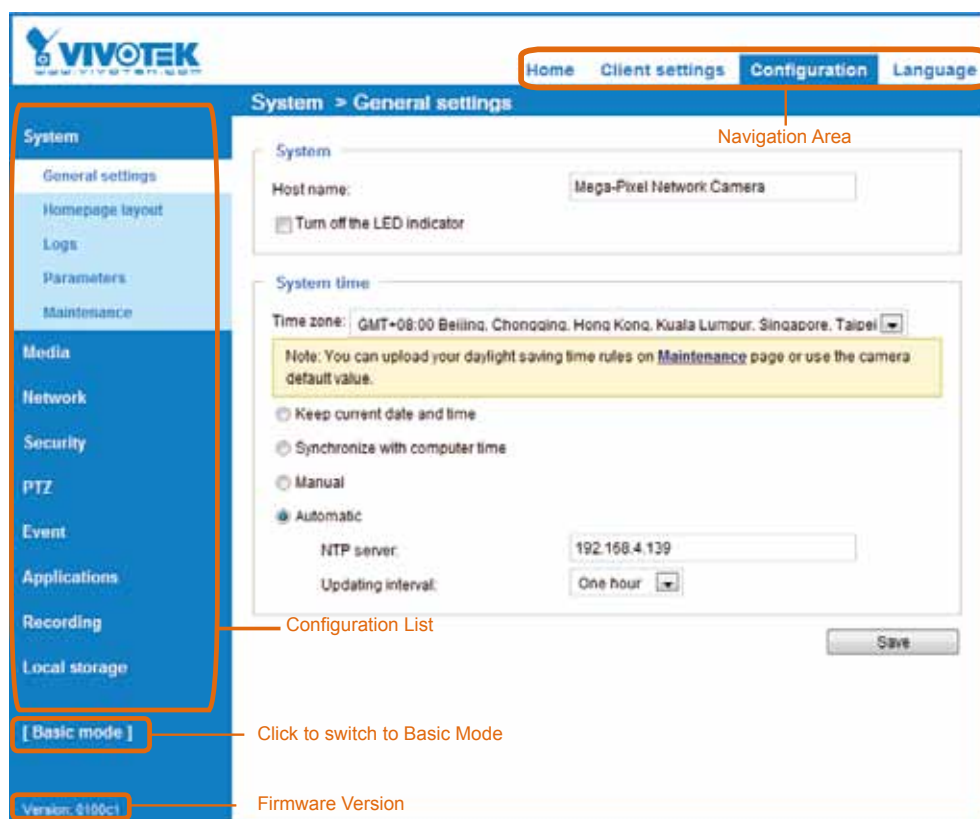 VIVOTEK
www.vivotek.com
Home Client settings Configuration Language
System > General settings
Navigation Area
System
General settings
Homepage layout
Logs
Parameters
Maintenance
Media
Network
Security
PTZ
Event
Applications
Recording
Local storage
[ Basic mode ]
Version: 0100c1
System
Host name: Mega-Pixel Network Camera
Turn off the LED indicator
System time
Time zone: GMT+08:00 Beijing, Chongqing, Hong Kong, Kuala Lumpur, Singapore, Taipei
Note: You can upload your daylight saving time rules on Maintenance page or use the camera
default value.
Keep current date and time
Synchronize with computer time
Manual
Automatic
NTP server: 192.168.4.139
Updating interval: One hour
Save
Configuration List
Click to switch to Basic Mode
Firmware Version